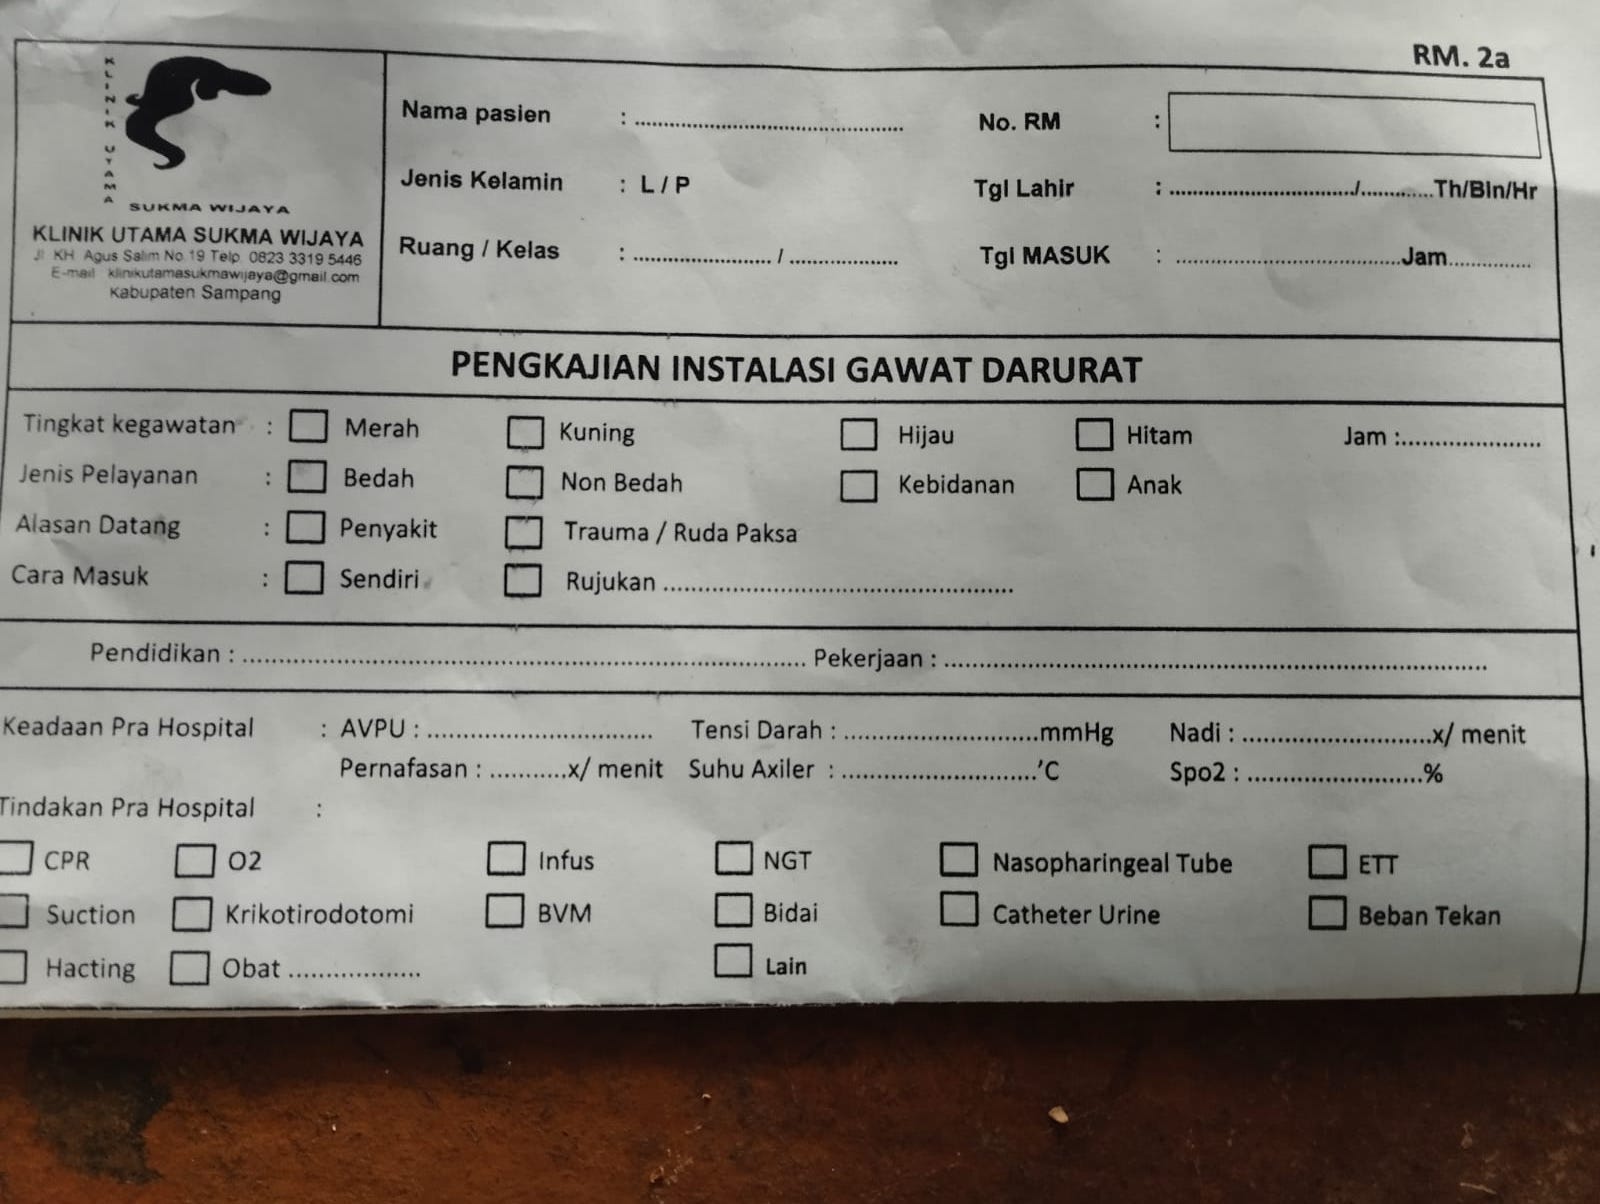 RM. 2a
KLINIK UTAMA
SUKMA WIJAYA
KLINIK UTAMA SUKMA WIJAYA
Jl. KH. Agus Salim No.19 Telp. 0823 3319 5446
E-mail klinikutamasukmawijaya@gmail.com
Kabupaten Sampang
Nama pasien : ............................................... No. RM :
Jenis Kelamin : L / P Tgl Lahir : ................................/.............Th/Bln/Hr
Ruang / Kelas : ........................ / ................... Tgl MASUK : .......................................Jam..............
PENGKAJIAN INSTALASI GAWAT DARURAT
Tingkat kegawatan : ☐ Merah ☐ Kuning ☐ Hijau ☐ Hitam Jam :....................
Jenis Pelayanan : ☐ Bedah ☐ Non Bedah ☐ Kebidanan ☐ Anak
Alasan Datang : ☐ Penyakit ☐ Trauma / Ruda Paksa
Cara Masuk : ☐ Sendiri ☐ Rujukan ..................................................
Pendidikan : ................................................................................ Pekerjaan : .............................................................................
Keadaan Pra Hospital : AVPU : ................................ Tensi Darah : ...........................mmHg Nadi : ...........................x/ menit
Pernafasan : ...........x/ menit Suhu Axiler : ...........................'C Spo2 : .........................%
Tindakan Pra Hospital :
☐ CPR ☐ O2 ☐ Infus ☐ NGT ☐ Nasopharingeal Tube ☐ ETT
☐ Suction ☐ Krikotirodotomi ☐ BVM ☐ Bidai ☐ Catheter Urine ☐ Beban Tekan
☐ Hacting ☐ Obat ................... ☐ Lain